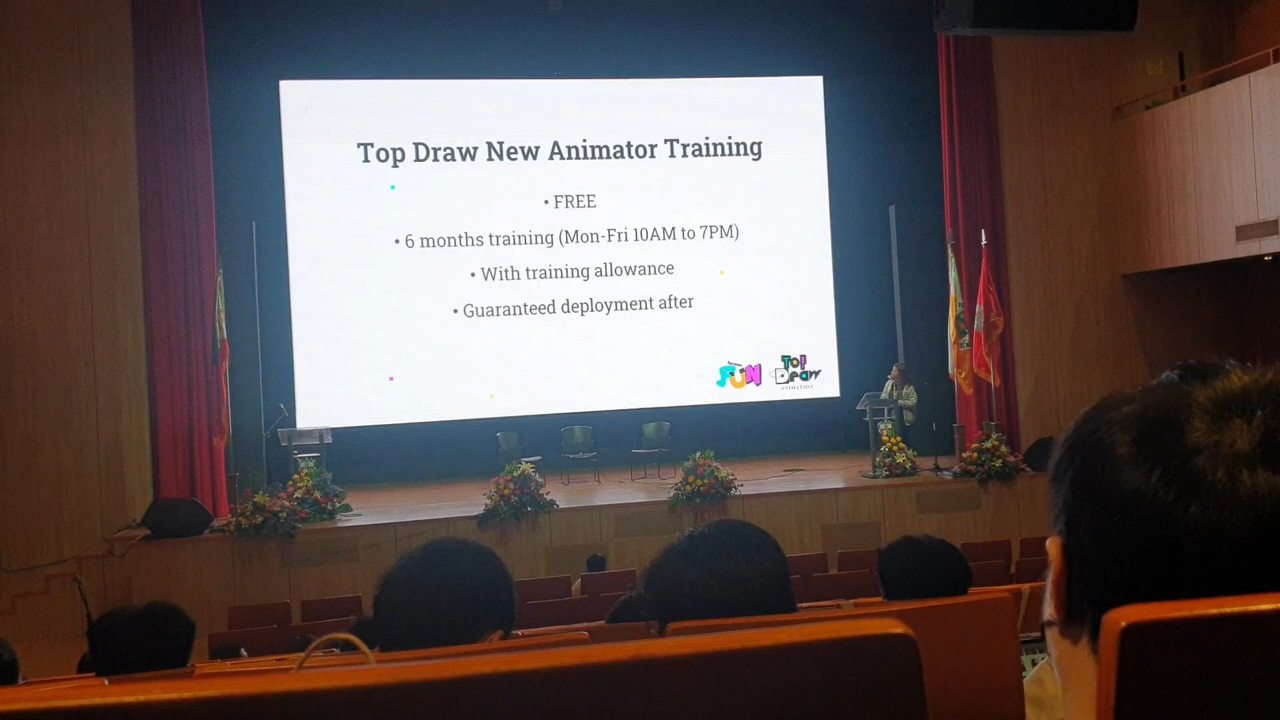 Top Draw New Animator Training
• FREE
• 6 months training (Mon-Fri 10AM to 7PM)
• With training allowance
• Guaranteed deployment after
FUN
Top Draw
ANIMATION